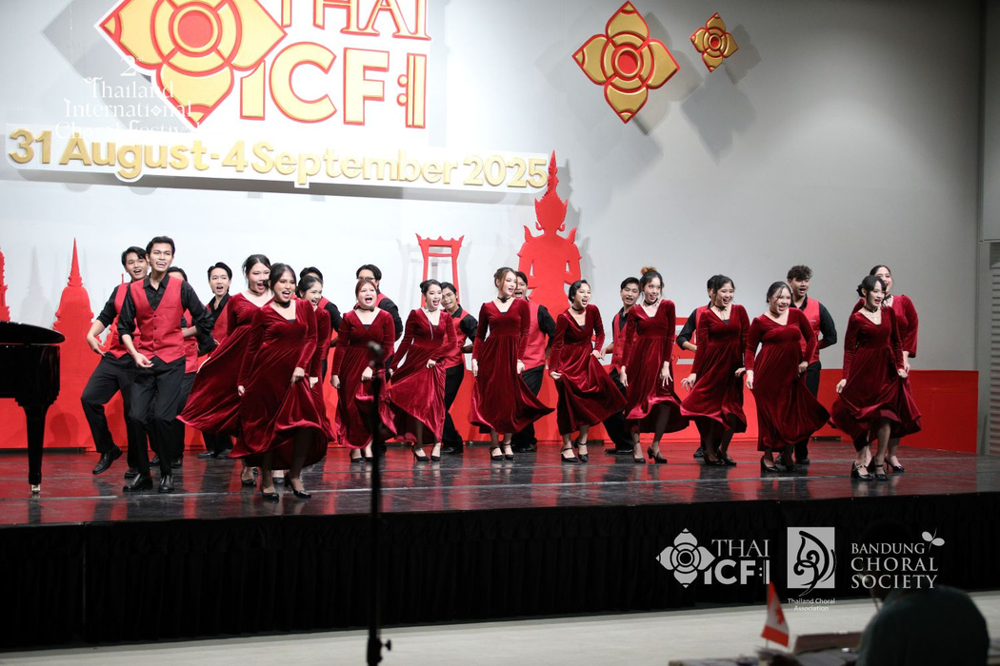 THAI
ICF
31 August-4 September 2025
2
Thailand
International
Choral Festival
THAI
ICF
Thailand Choral
Association
BANDUNG
CHORAL
SOCIETY